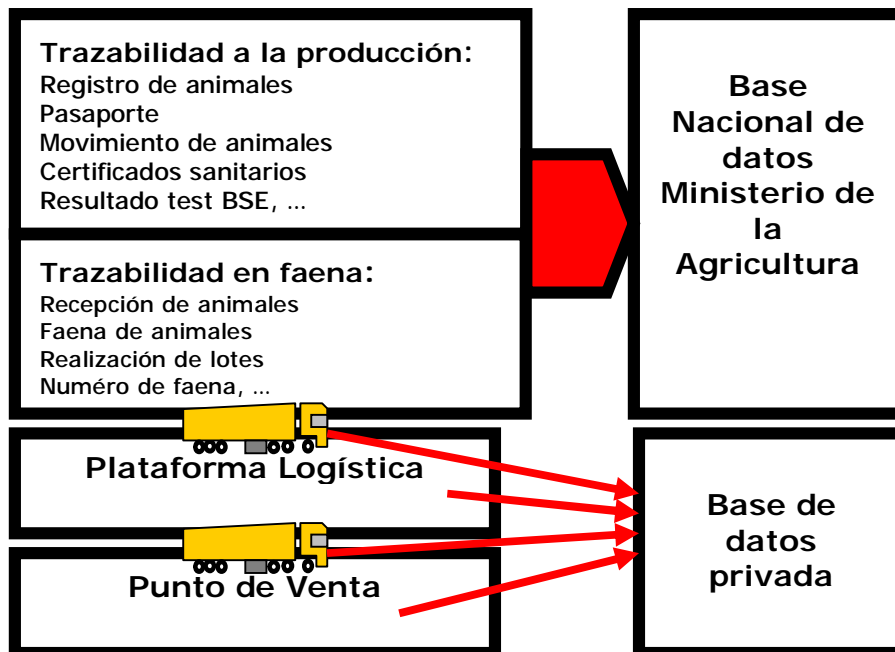 Trazabilidad a la producción:
Registro de animales
Pasaporte
Movimiento de animales
Certificados sanitarios
Resultado test BSE, ...
Trazabilidad en faena:
Recepción de animales
Faena de animales
Realización de lotes
Numéro de faena, ...
Plataforma Logística
Punto de Venta
Base
Nacional de
datos
Ministerio de
la
Agricultura
Base de
datos
privada